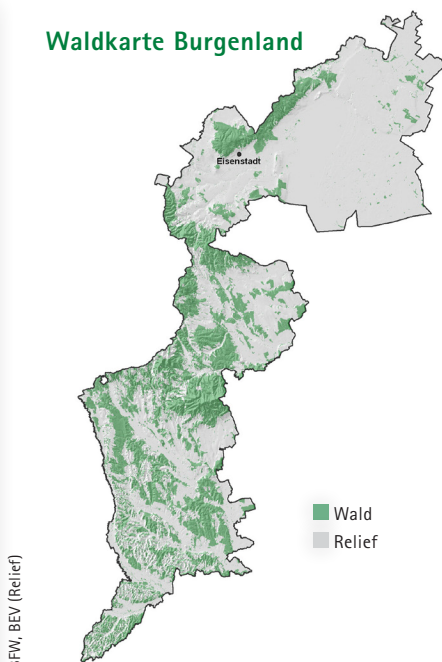 Waldkarte Burgenland
Eisenstadt
Wald
Relief
BEV (Relief)